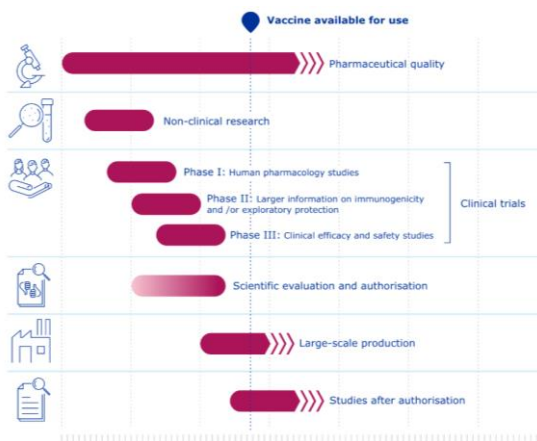 Vaccine available for use
Pharmaceutical quality
Non-clinical research
Phase I: Human pharmacology studies
Phase II: Larger information on immunogenicity
and /or exploratory protection
Clinical trials
Phase III: Clinical efficacy and safety studies
Scientific evaluation and authorisation
Large-scale production
Studies after authorisation